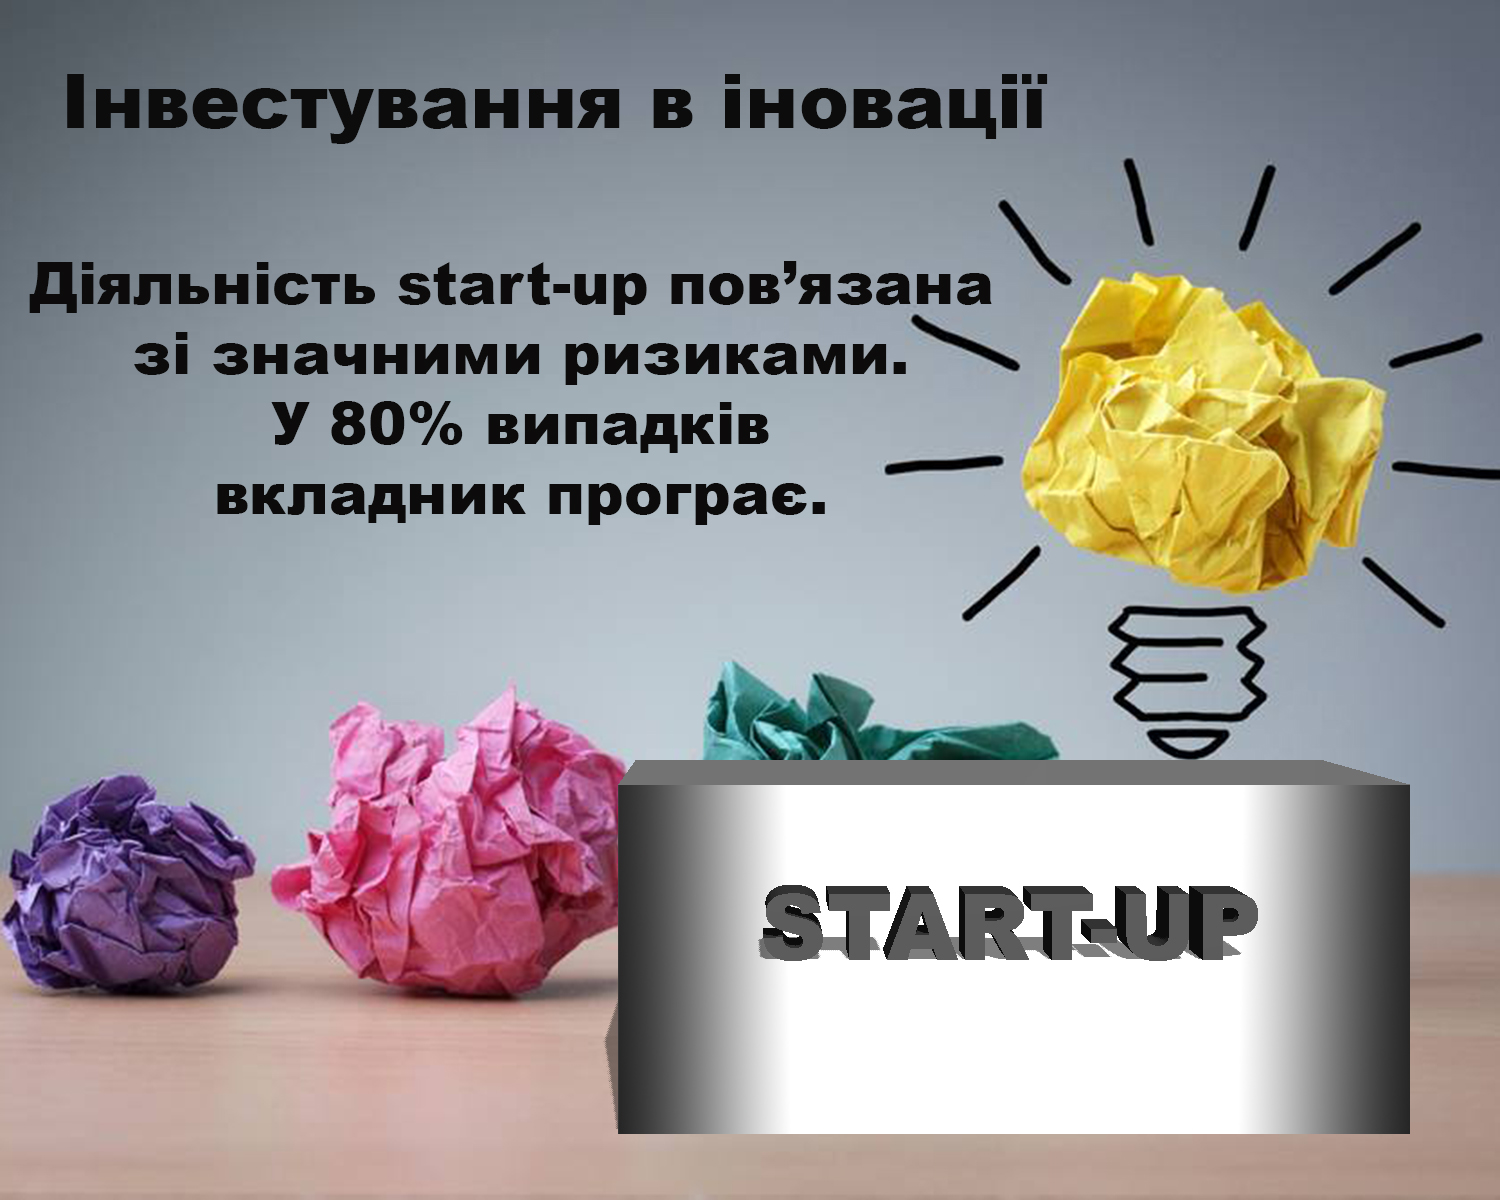 Інвестування в іновації
Діяльність start-up пов’язана
зі значними ризиками.
У 80% випадків
вкладник програє.
START-UP